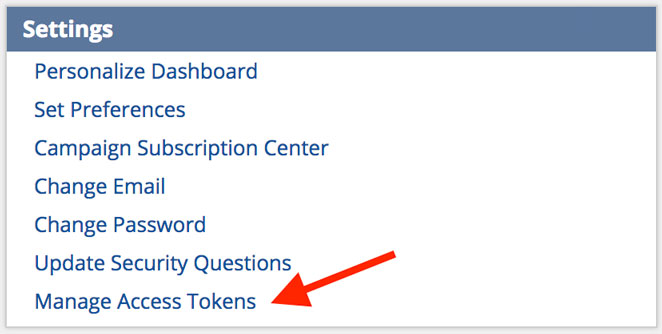 Settings
Personalize Dashboard
Set Preferences
Campaign Subscription Center
Change Email
Change Password
Update Security Questions
Manage Access Tokens